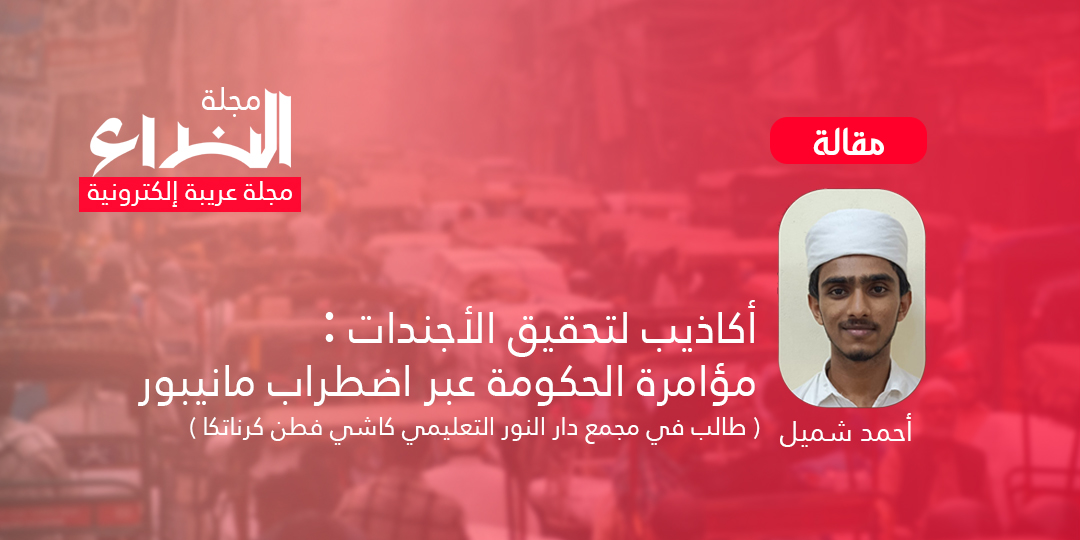 مجلة
النداء
مجلة عربية إلكترونية
مقالة
أكاذيب لتحقيق الأجندات :
مؤامرة الحكومة عبر اضطراب مانيبور
( طالب في مجمع دار النور التعليمي كاشي فطن كرناتكا )
أحمد شميل